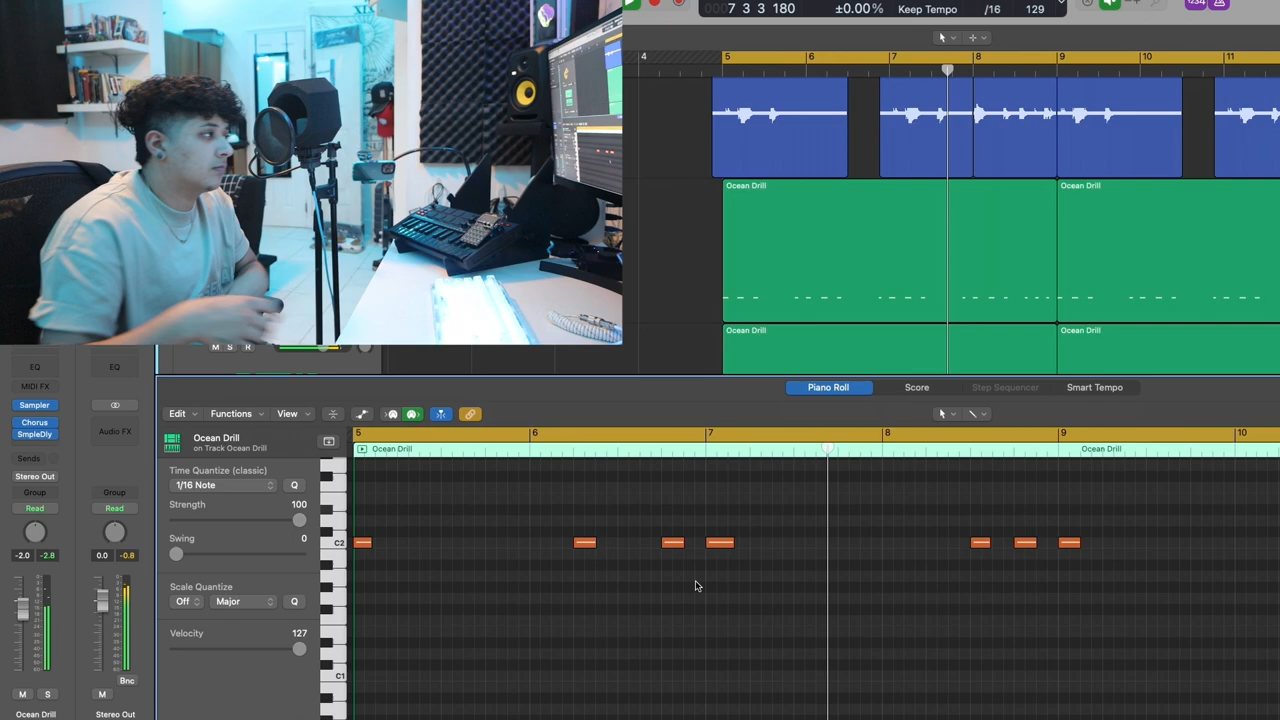 7 3 3 180 ±0.00% Keep Tempo /16 129
1234
4 5 6 7 8 9 10 11
Ocean Drill Ocean Drill
Ocean Drill Ocean Drill
M S R
EQ EQ
MIDI FX
Sampler
Chorus
SmpleDly
Audio FX
Sends
Stereo Out
Group Group
Read Read
-2.0 -2.8 0.0 -0.8
Bnc
M S M
Ocean Drill Stereo Out
Piano Roll Score Step Sequencer Smart Tempo
Edit Functions View
Ocean Drill
on Track Ocean Drill
5 6 7 8 9 10
Ocean Drill Ocean Drill
Time Quantize (classic)
1/16 Note Q
Strength 100
Swing 0
Scale Quantize
Off Major Q
Velocity 127
C2
C1